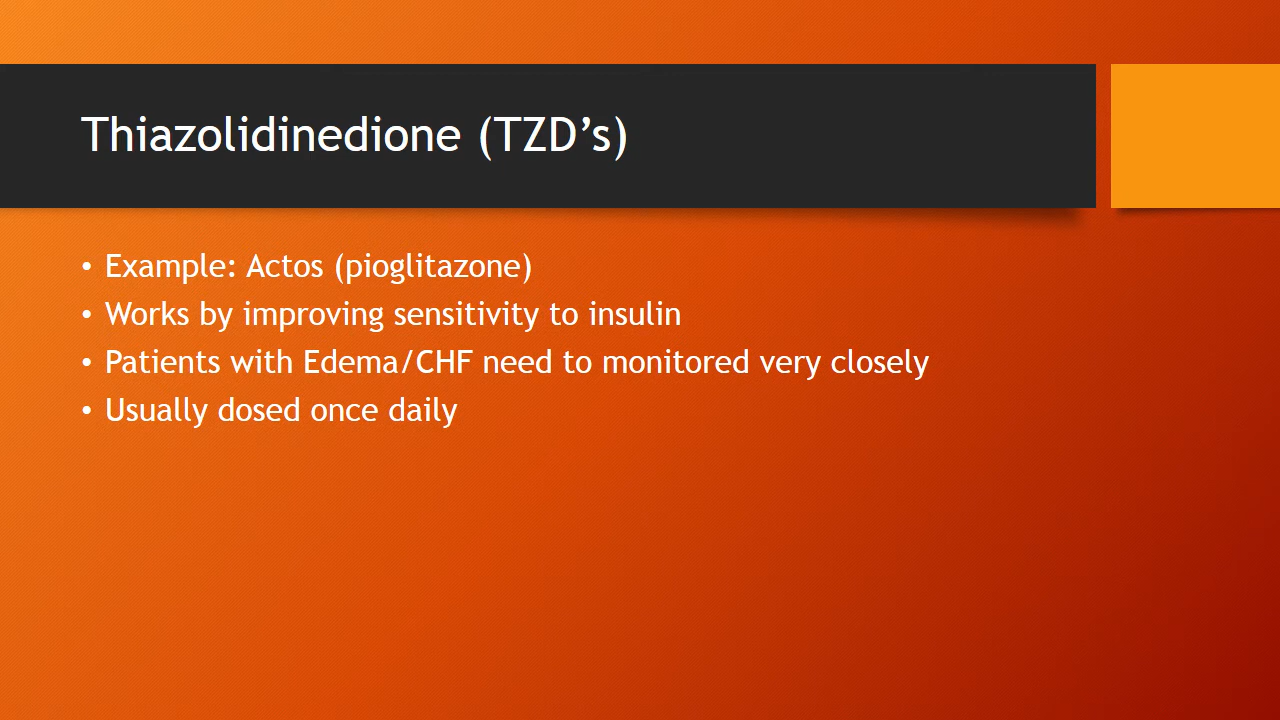 Thiazolidinedione (TZD’s)
• Example: Actos (pioglitazone)
• Works by improving sensitivity to insulin
• Patients with Edema/CHF need to monitored very closely
• Usually dosed once daily